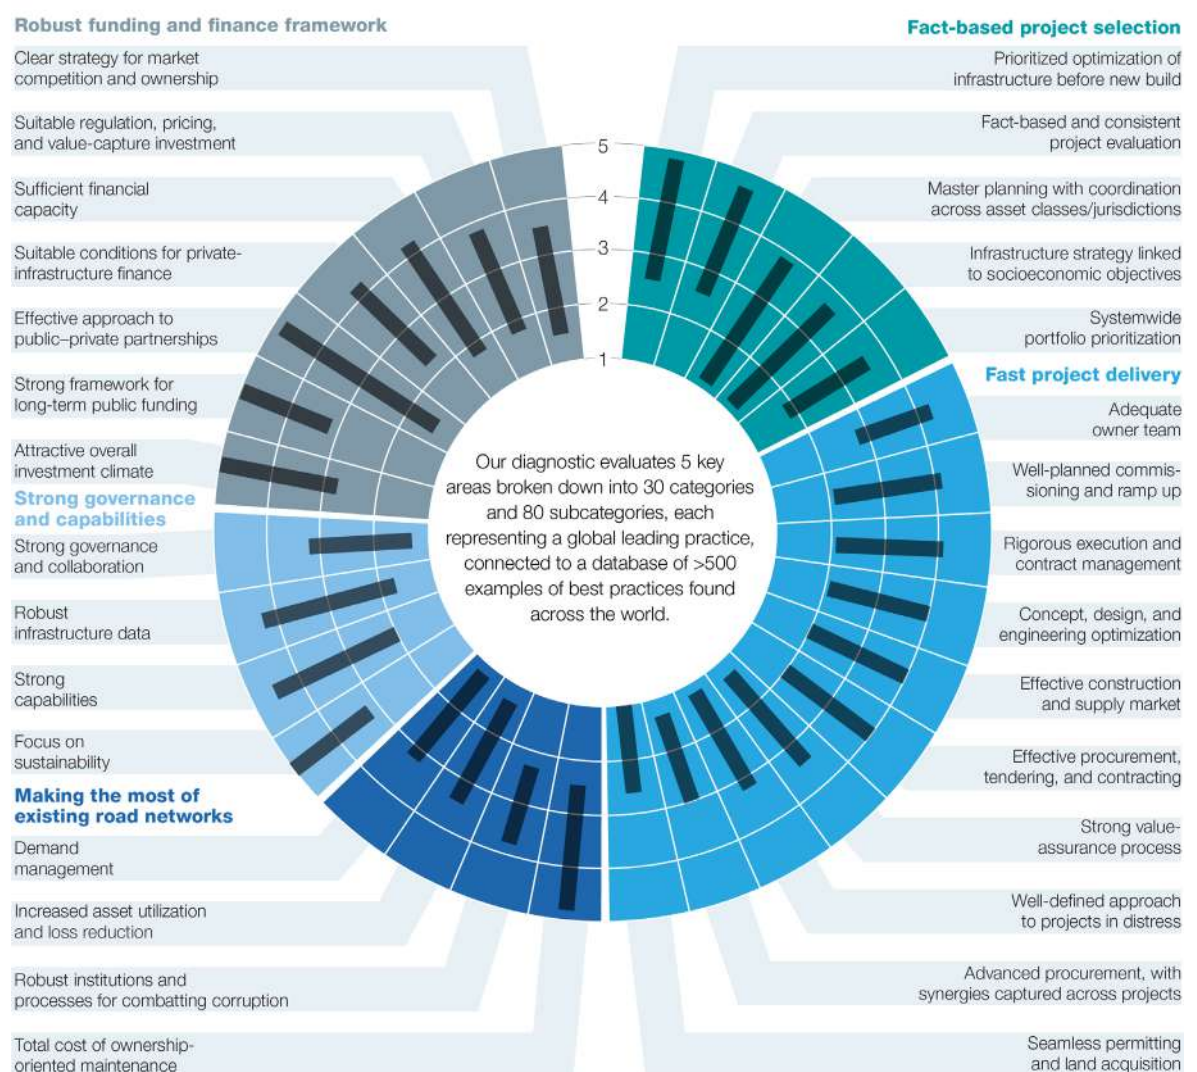 Robust funding and finance framework
Clear strategy for market
competition and ownership
Suitable regulation, pricing,
and value-capture investment
Sufficient financial
capacity
Suitable conditions for private-
infrastructure finance
Effective approach to
public–private partnerships
Strong framework for
long-term public funding
Attractive overall
investment climate
Strong governance
and capabilities
Strong governance
and collaboration
Robust
infrastructure data
Strong
capabilities
Focus on
sustainability
Making the most of
existing road networks
Demand
management
Increased asset utilization
and loss reduction
Robust institutions and
processes for combatting corruption
Total cost of ownership-
oriented maintenance
5
4
3
2
1
Our diagnostic evaluates 5 key
areas broken down into 30 categories
and 80 subcategories, each
representing a global leading practice,
connected to a database of >500
examples of best practices found
across the world.
Fact-based project selection
Prioritized optimization of
infrastructure before new build
Fact-based and consistent
project evaluation
Master planning with coordination
across asset classes/jurisdictions
Infrastructure strategy linked
to socioeconomic objectives
Systemwide
portfolio prioritization
Fast project delivery
Adequate
owner team
Well-planned commis-
sioning and ramp up
Rigorous execution and
contract management
Concept, design, and
engineering optimization
Effective construction
and supply market
Effective procurement,
tendering, and contracting
Strong value-
assurance process
Well-defined approach
to projects in distress
Advanced procurement, with
synergies captured across projects
Seamless permitting
and land acquisition